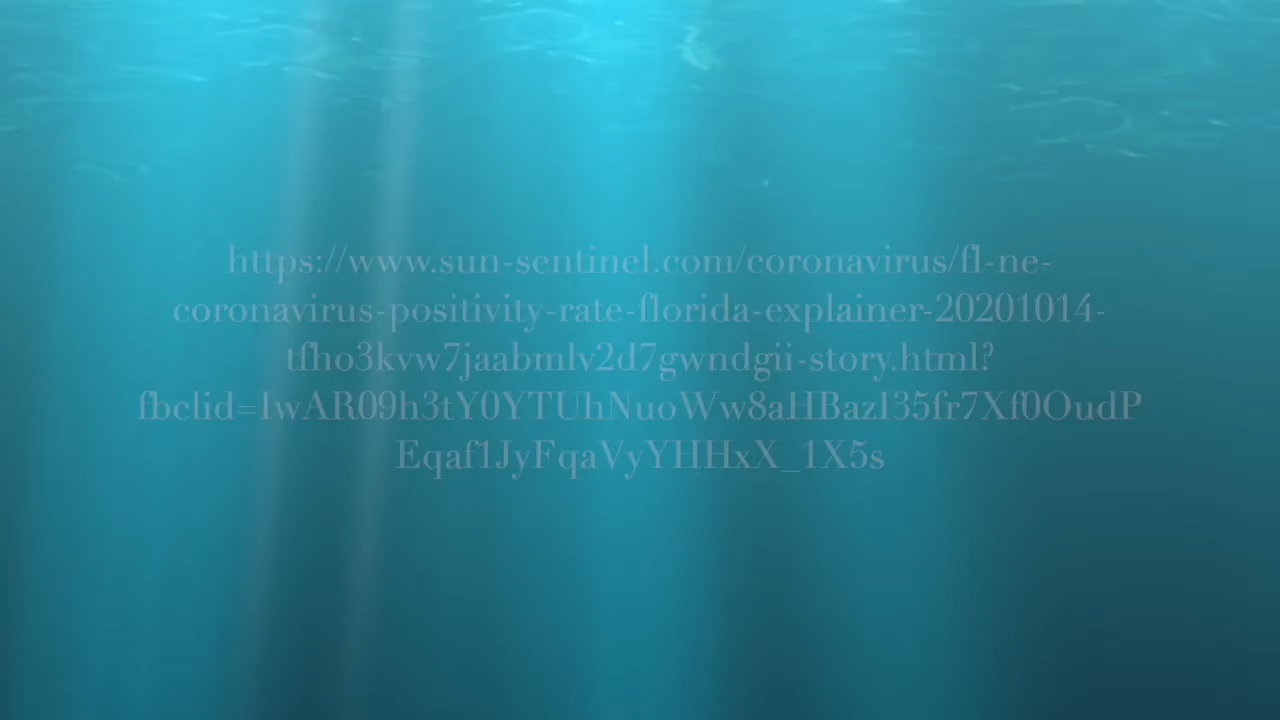 https://www.sun-sentinel.com/coronavirus/fl-ne-
coronavirus-positivity-rate-florida-explainer-20201014-
tfho3kvw7jaabmlv2d7gwndgii-story.html?
fbclid=IwAR09h3tY0YTUhNuoWw8aHBazI35fr7Xf0OudP
Eqaf1JyFqaVyYHHxX_1X5s